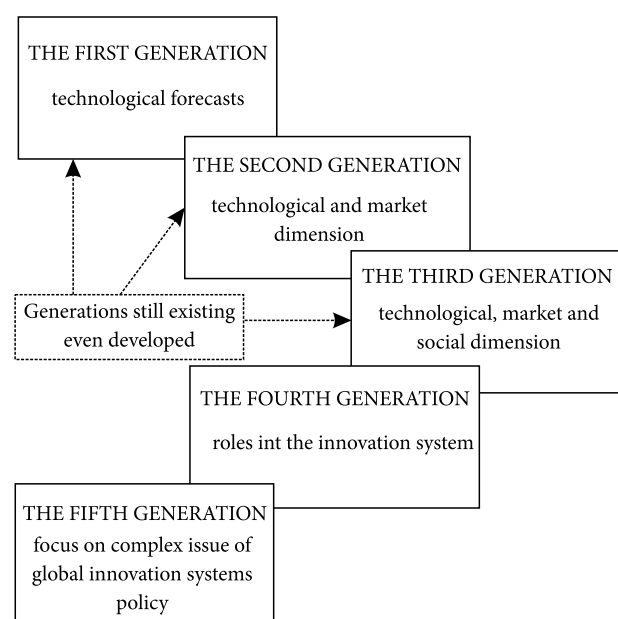 THE FIRST GENERATION
technological forecasts
THE SECOND GENERATION
technological and market
dimension
THE THIRD GENERATION
technological, market and
social dimension
Generations still existing
even developed
THE FOURTH GENERATION
roles int the innovation system
THE FIFTH GENERATION
focus on complex issue of
global innovation systems
policy